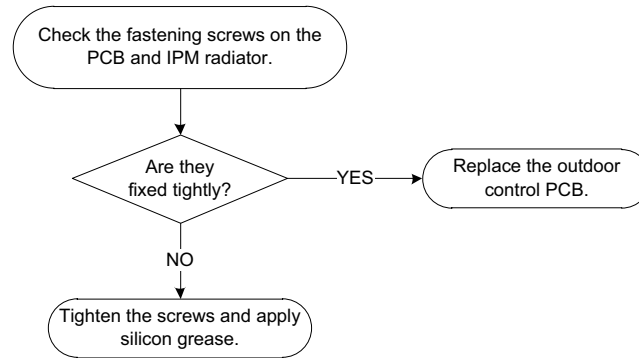 Check the fastening screws on the
PCB and IPM radiator.
Are they
fixed tightly?
YES
Replace the outdoor
control PCB.
NO
Tighten the screws and apply
silicon grease.